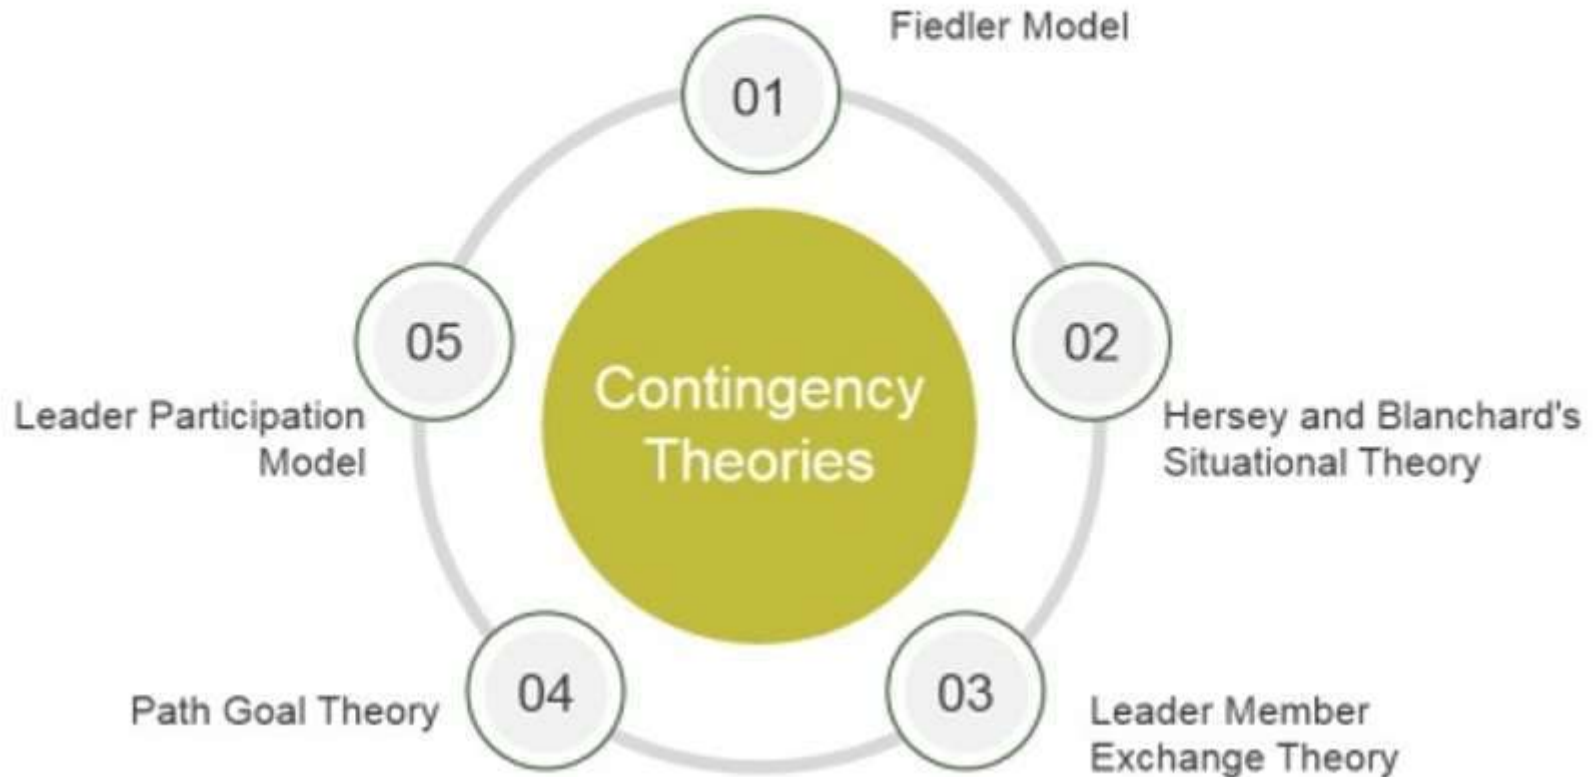 Fiedler Model
01
05
02
Contingency
Theories
Leader Participation
Model
Hersey and Blanchard's
Situational Theory
04
03
Path Goal Theory
Leader Member
Exchange Theory